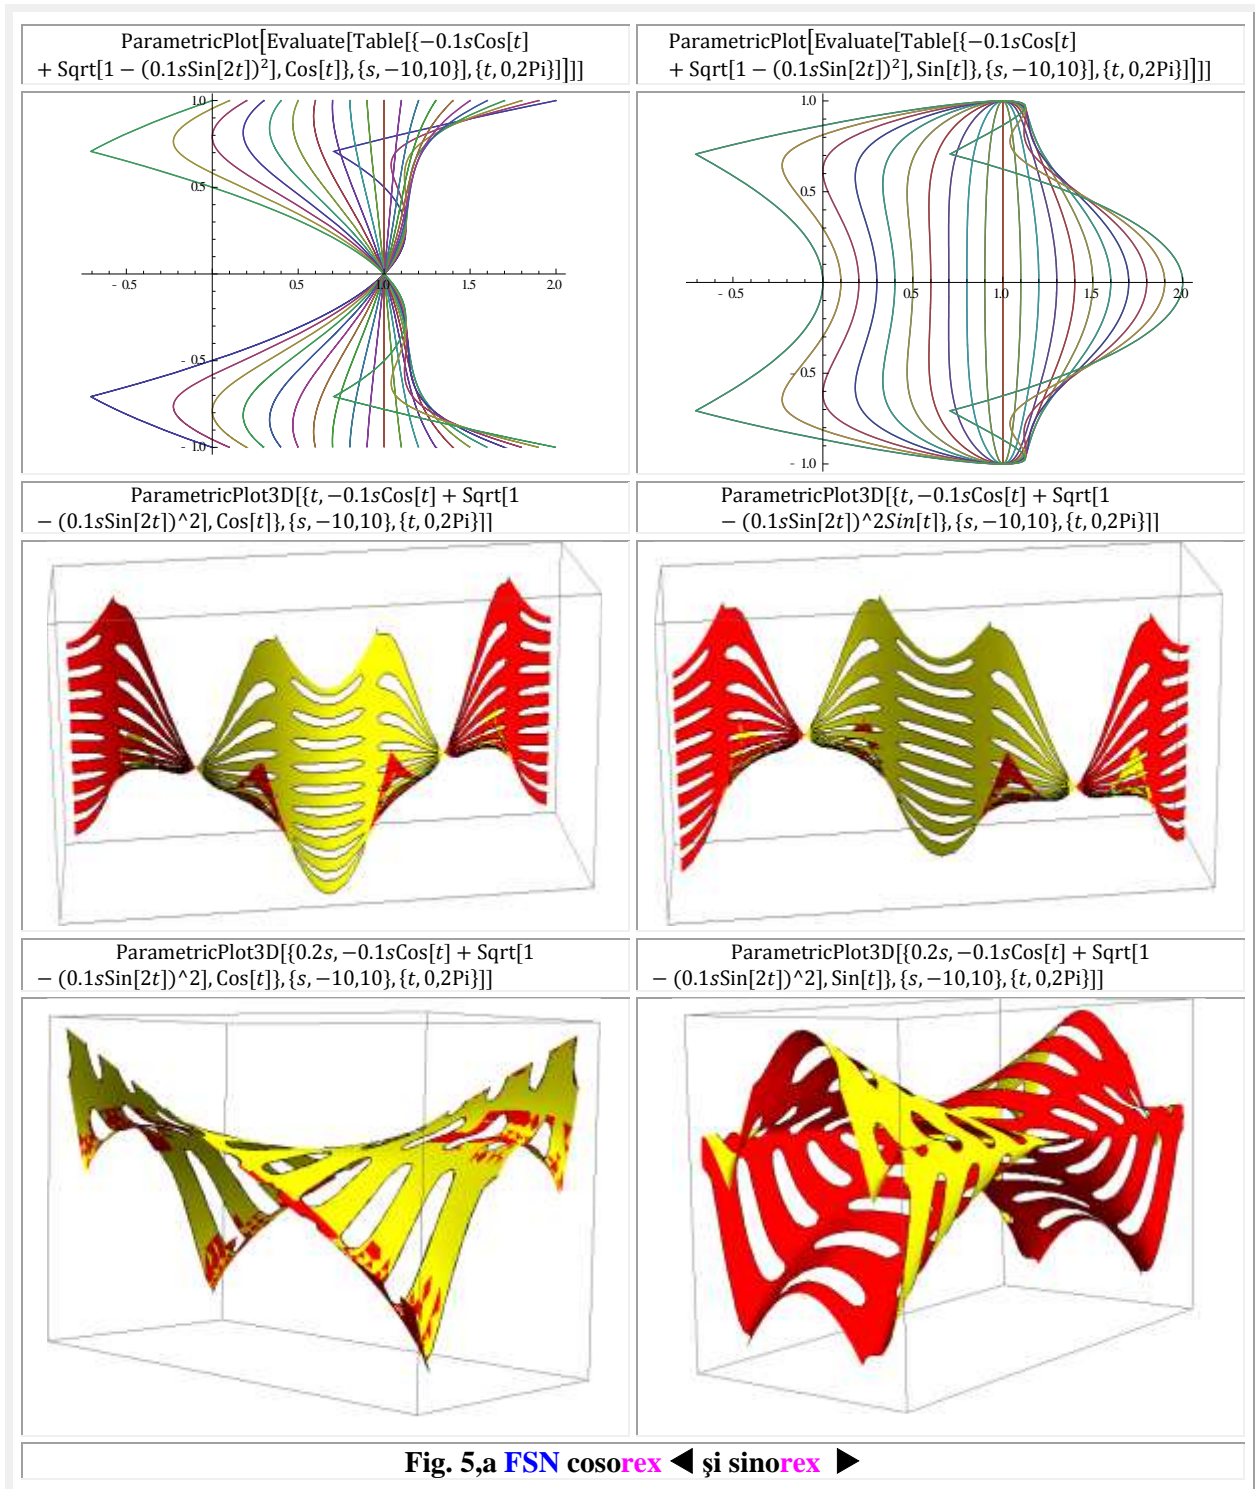 ParametricPlot[Evaluate[Table[{−0.1sCos[t]
+ Sqrt[1 − (0.1sSin[2t])²], Cos[t]}, {s, −10,10}], {t, 0,2Pi}]]]]
ParametricPlot[Evaluate[Table[{−0.1sCos[t]
+ Sqrt[1 − (0.1sSin[2t])²], Sin[t]}, {s, −10,10}], {t, 0,2Pi}]]]]
1.0
0.5
- 0.5
0.5
1.0
1.5
2.0
- 0.5
- 1.0
1.0
0.5
- 0.5
0.5
1.0
1.5
2.0
- 0.5
- 1.0
ParametricPlot3D[{t, −0.1sCos[t] + Sqrt[1
− (0.1sSin[2t])^2], Cos[t]}, {s, −10,10}, {t, 0,2Pi}]]
ParametricPlot3D[{t, −0.1sCos[t] + Sqrt[1
− (0.1sSin[2t])^2Sin[t]}, {s, −10,10}, {t, 0,2Pi}]]
ParametricPlot3D[{0.2s, −0.1sCos[t] + Sqrt[1
− (0.1sSin[2t])^2], Cos[t]}, {s, −10,10}, {t, 0,2Pi}]]
ParametricPlot3D[{0.2s, −0.1sCos[t] + Sqrt[1
− (0.1sSin[2t])^2], Sin[t]}, {s, −10,10}, {t, 0,2Pi}]]
Fig. 5,a FSN cosorex ◄ şi sinorex ►